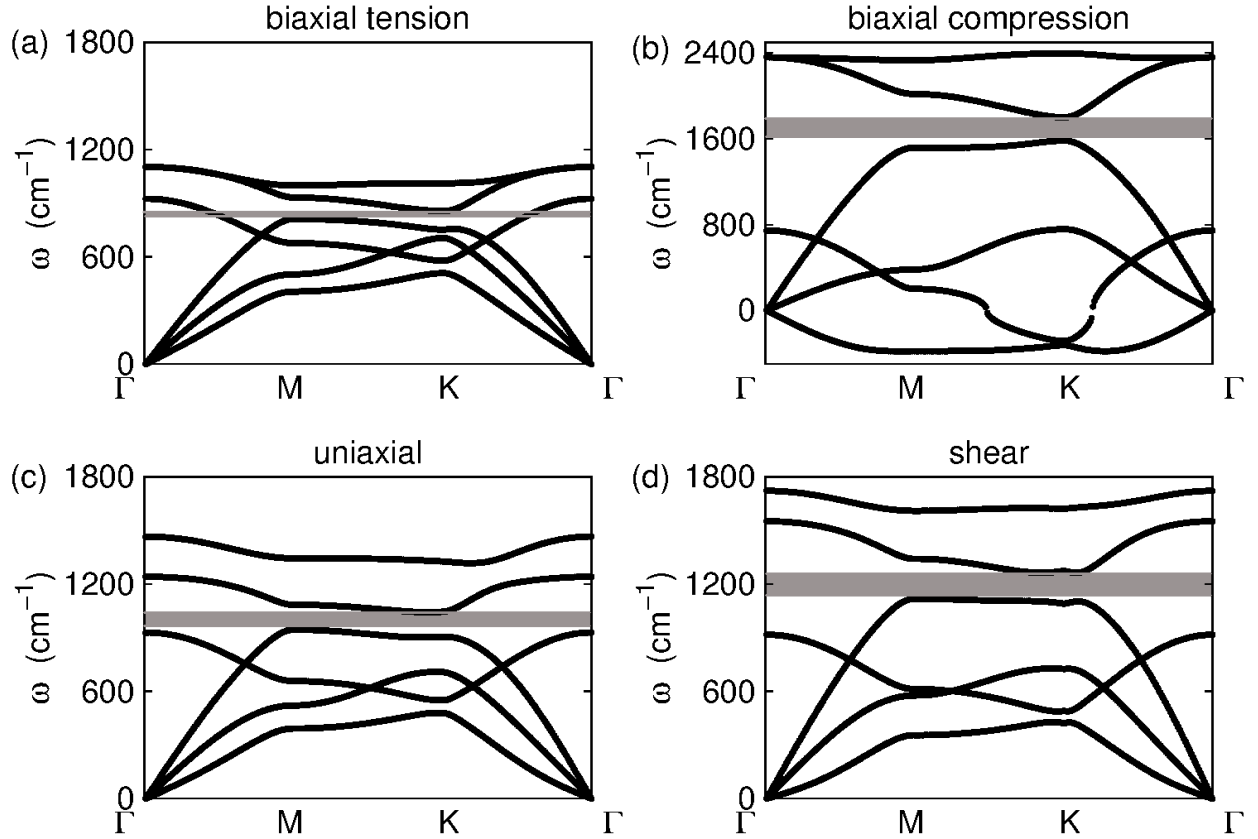 biaxial tension
(a)
1800
1200
600
0
ω (cm⁻¹)
Γ M K Γ
biaxial compression
(b)
2400
1600
800
0
ω (cm⁻¹)
Γ M K Γ
uniaxial
(c)
1800
1200
600
0
ω (cm⁻¹)
Γ M K Γ
shear
(d)
1800
1200
600
0
ω (cm⁻¹)
Γ M K Γ